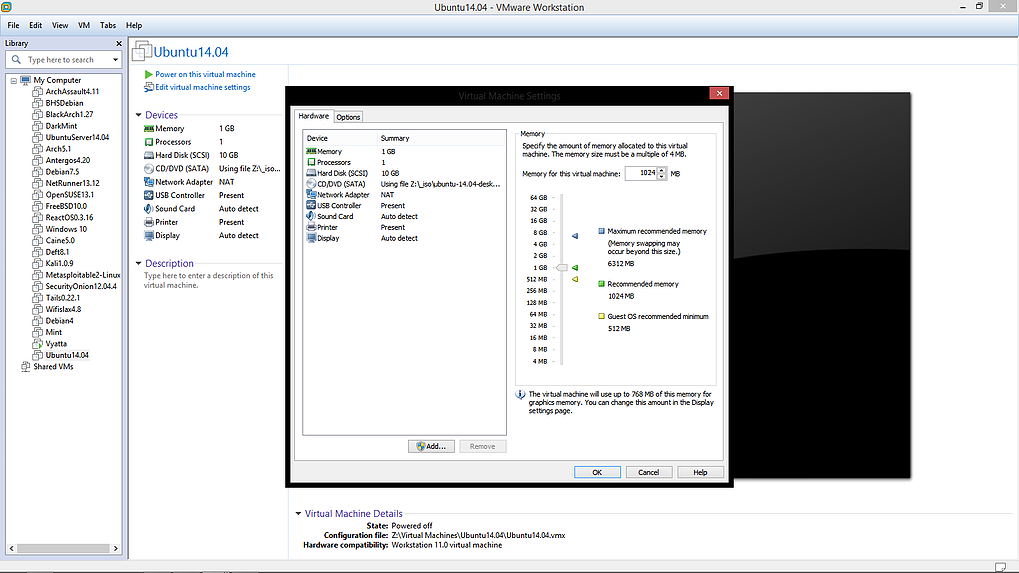 Ubuntu14.04 - VMware Workstation
File Edit View VM Tabs Help
Library
Type here to search
My Computer
ArchAssault4.11
BHSDebian
BlackArch1.27
DarkMint
UbuntuServer14.04
Arch5.1
Antergos4.20
Debian7.5
NetRunner13.12
OpenSUSE13.1
FreeBSD10.0
ReactOS0.3.16
Windows 10
Caine5.0
Deft8.1
Kali1.0.9
Metasploitable2-Linux
SecurityOnion12.04.4
Tails0.22.1
Wifislax4.8
Debian4
Mint
Vyatta
Ubuntu14.04
Shared VMs
Ubuntu14.04
Power on this virtual machine
Edit virtual machine settings
Devices
Memory 1 GB
Processors 1
Hard Disk (SCSI) 10 GB
CD/DVD (SATA) Using file Z:\_iso...
Network Adapter NAT
USB Controller Present
Sound Card Auto detect
Printer Present
Display Auto detect
Description
Type here to enter a description of this
virtual machine.
Virtual Machine Settings
Hardware Options
Device Summary
Memory 1 GB
Processors 1
Hard Disk (SCSI) 10 GB
CD/DVD (SATA) Using file Z:\_iso\ubuntu-14.04-desk...
Network Adapter NAT
USB Controller Present
Sound Card Auto detect
Printer Present
Display Auto detect
Add... Remove
Memory
Specify the amount of memory allocated to this virtual
machine. The memory size must be a multiple of 4 MB.
Memory for this virtual machine: 1024 MB
64 GB
32 GB
16 GB
8 GB
4 GB
2 GB
1 GB
512 MB
256 MB
128 MB
64 MB
32 MB
16 MB
8 MB
4 MB
Maximum recommended memory
(Memory swapping may
occur beyond this size.)
6312 MB
Recommended memory
1024 MB
Guest OS recommended minimum
512 MB
The virtual machine will use up to 768 MB of this memory for
graphics memory. You can change this amount in the Display
settings page.
OK Cancel Help
Virtual Machine Details
State: Powered off
Configuration file: Z:\Virtual Machines\Ubuntu14.04\Ubuntu14.04.vmx
Hardware compatibility: Workstation 11.0 virtual machine